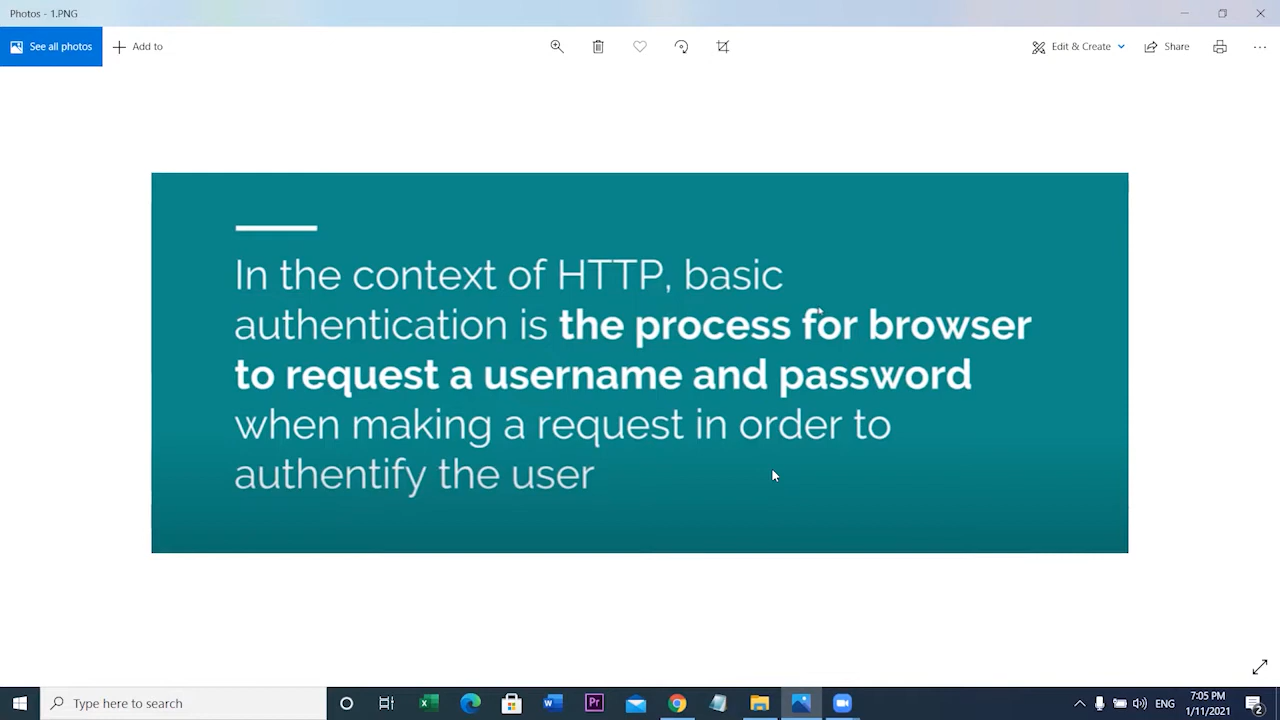 Photos - 1.PNG
See all photos
Add to
Edit & Create
Share
In the context of HTTP, basic
authentication is the process for browser
to request a username and password
when making a request in order to
authentify the user
Type here to search
ENG
7:05 PM
1/11/2021
2